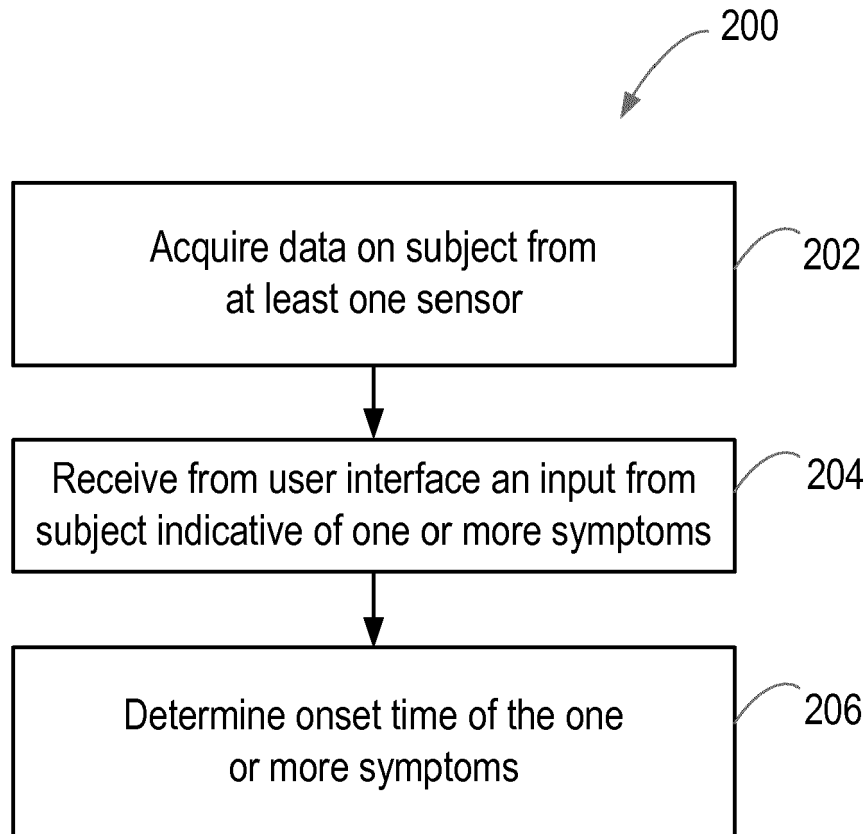 200
Acquire data on subject from
at least one sensor
202
Receive from user interface an input from
subject indicative of one or more symptoms
204
Determine onset time of the one
or more symptoms
206